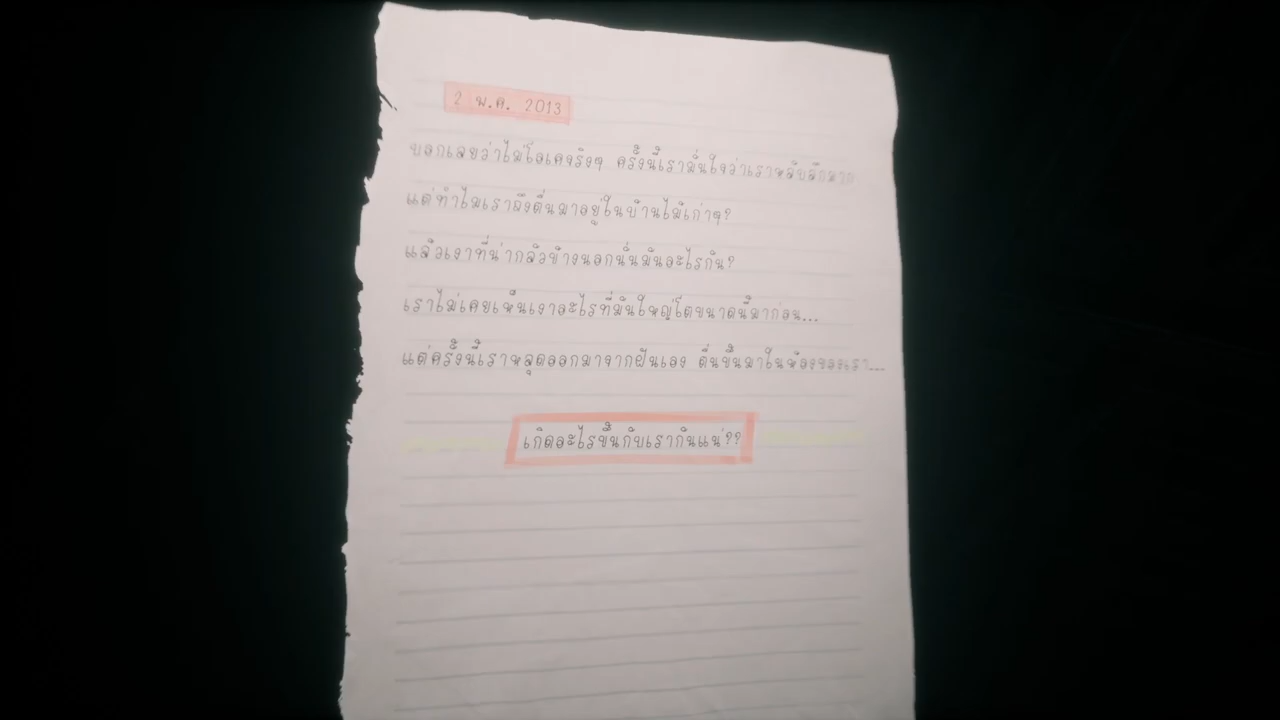 2 พ.ค. 2013
บอกเลยว่าไม่โอเคจริงๆ ครั้งนี้เรามั่นใจว่าเราหลับลึกมาก
แต่ทำไมเราถึงตื่นมาอยู่ในบ้านไม้เก่าๆ?
แล้วเงาที่น่ากลัวข้างนอกนั่นมันอะไรกัน?
เราไม่เคยเห็นเงาอะไรที่มันใหญ่โตขนาดนี้มาก่อน...
แต่ครั้งนี้เราหลุดออกมาจากฝันเอง ตื่นขึ้นมาในห้องของเรา...
เกิดอะไรขึ้นกับเรากันแน่??